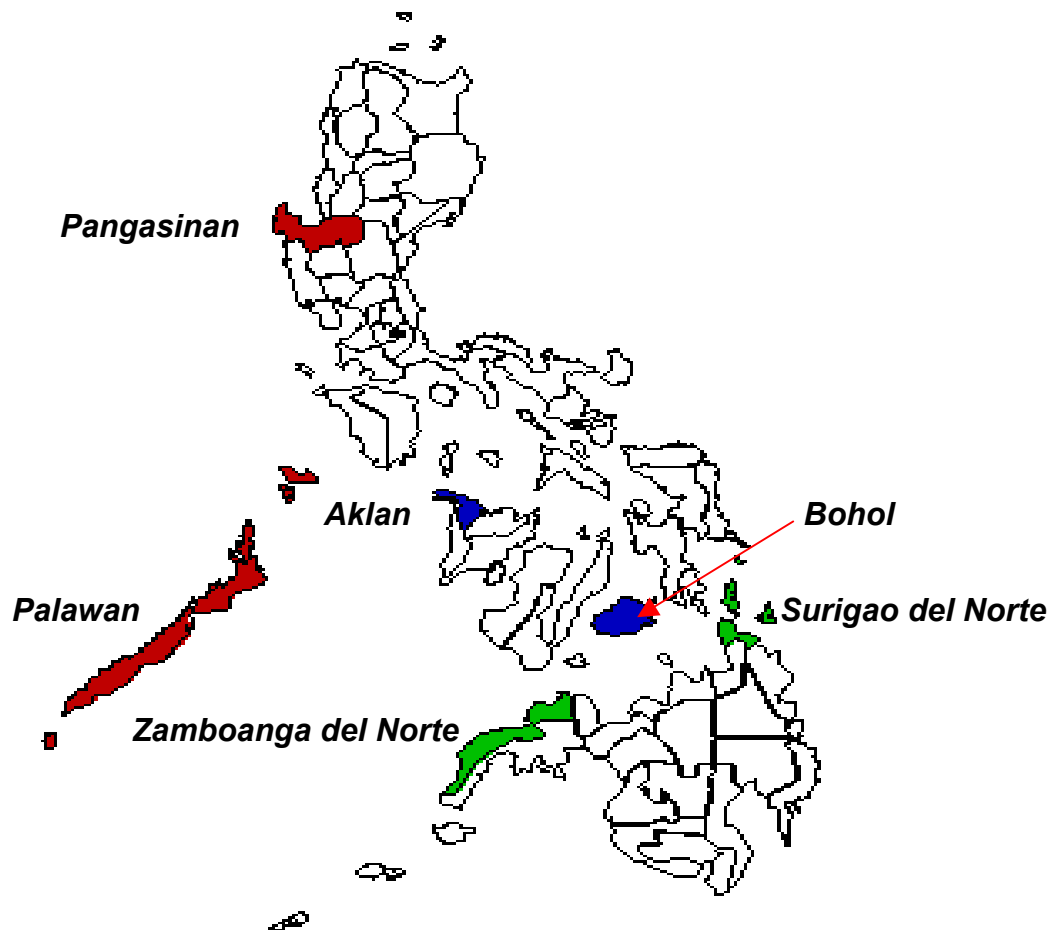 Pangasinan
Aklan
Bohol
Palawan
Surigao del Norte
Zamboanga del Norte